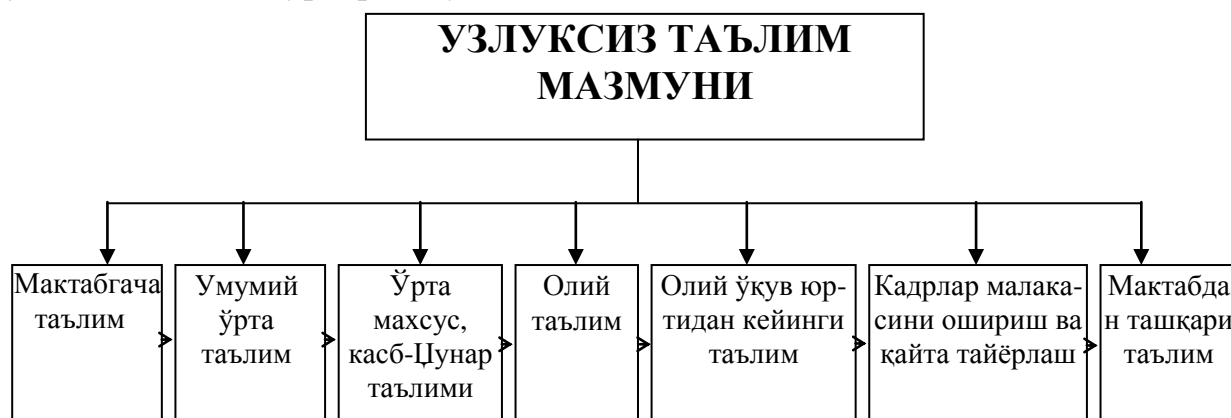 УЗЛУКСИЗ ТАЪЛИМ
МАЗМУНИ
Мактабгача
таълим
Умумий
ўрта
таълим
Ўрта
махсус,
касб-Џунар
таълими
Олий
таълим
Олий ўқув юр-
тидан кейинги
таълим
Кадрлар малака-
сини ошириш ва
қайта тайёрлаш
Мактабда
н ташқари
таълим